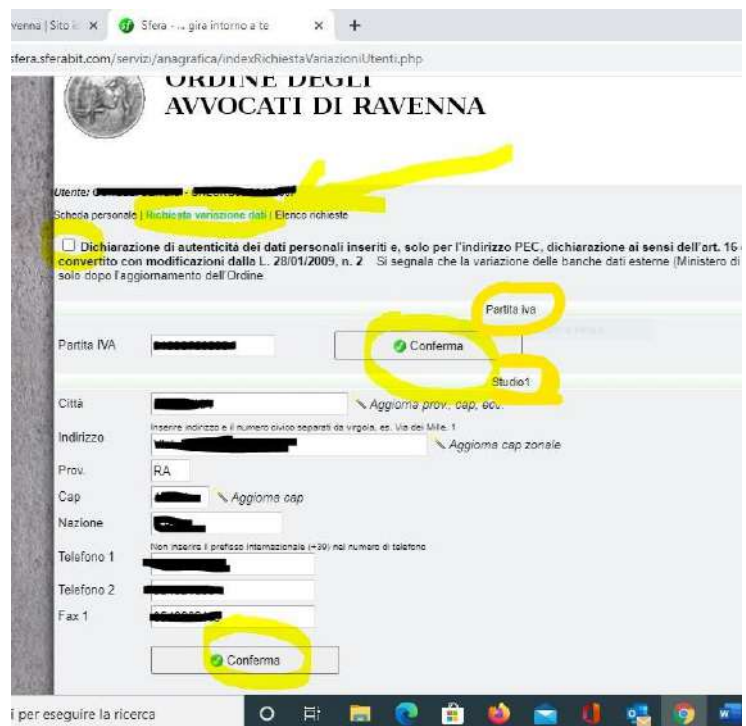 venna | Sito i
Sfera - ... gira intorno a te
sfera.sferabit.com/servizi/anagrafica/indexRichiestaVariazioniUtenti.php
ORDINE DEGLI
AVVOCATI DI RAVENNA
Utente:
Scheda personale | Richiesta variazione dati | Elenco richieste
Dichiarazione di autenticità dei dati personali inseriti e, solo per l'indirizzo PEC, dichiarazione ai sensi dell'art. 16
convertito con modificazioni dalla L. 28/01/2009, n. 2 Si segnala che la variazione delle banche dati esterne (Ministero di
solo dopo l'aggiornamento dell'Ordine
Partita iva
Partita IVA
Conferma
Studio1
Città
Aggiorna prov., cap, ecc.
Inserire indirizzo e il numero civico separati da virgola, es. Via dei Mille, 1
Indirizzo
Aggiorna cap zonale
Prov.
RA
Cap
Aggiorna cap
Nazione
Non inserire il prefisso internazionale (+39) nel numero di telefono
Telefono 1
Telefono 2
Fax 1
Conferma
i per eseguire la ricerca